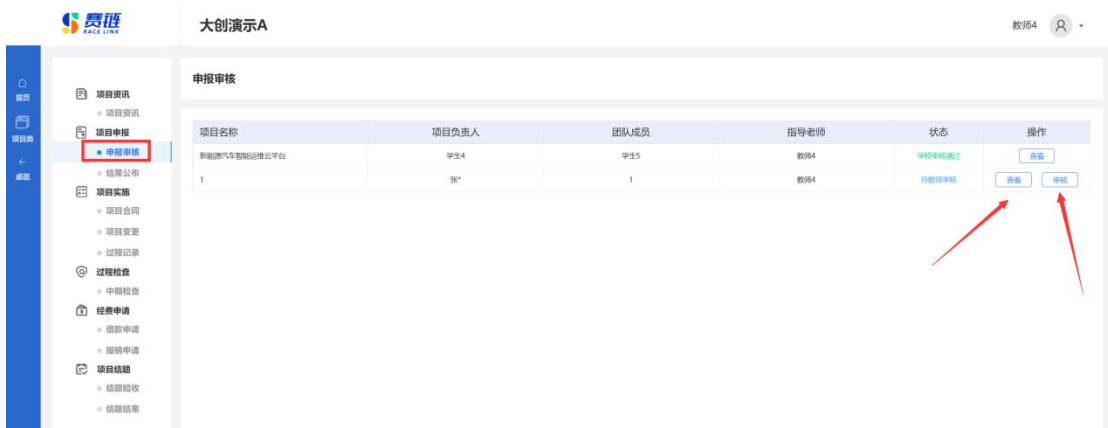 赛链
RACE LINK
大创演示A
教师4
首页
项目类
桌面
项目资讯
项目资讯
项目申报
申报审核
结果公布
项目实施
项目合同
项目变更
过程记录
过程检查
中期检查
经费申请
借款申请
报销申请
项目结题
结题验收
结题结果
申报审核
项目名称 项目负责人 团队成员 指导老师 状态 操作
新能源汽车智能运维云平台 学生4 学生5 教师4 学校审核通过 查看
1 张* 1 教师4 待教师审核 查看 审核